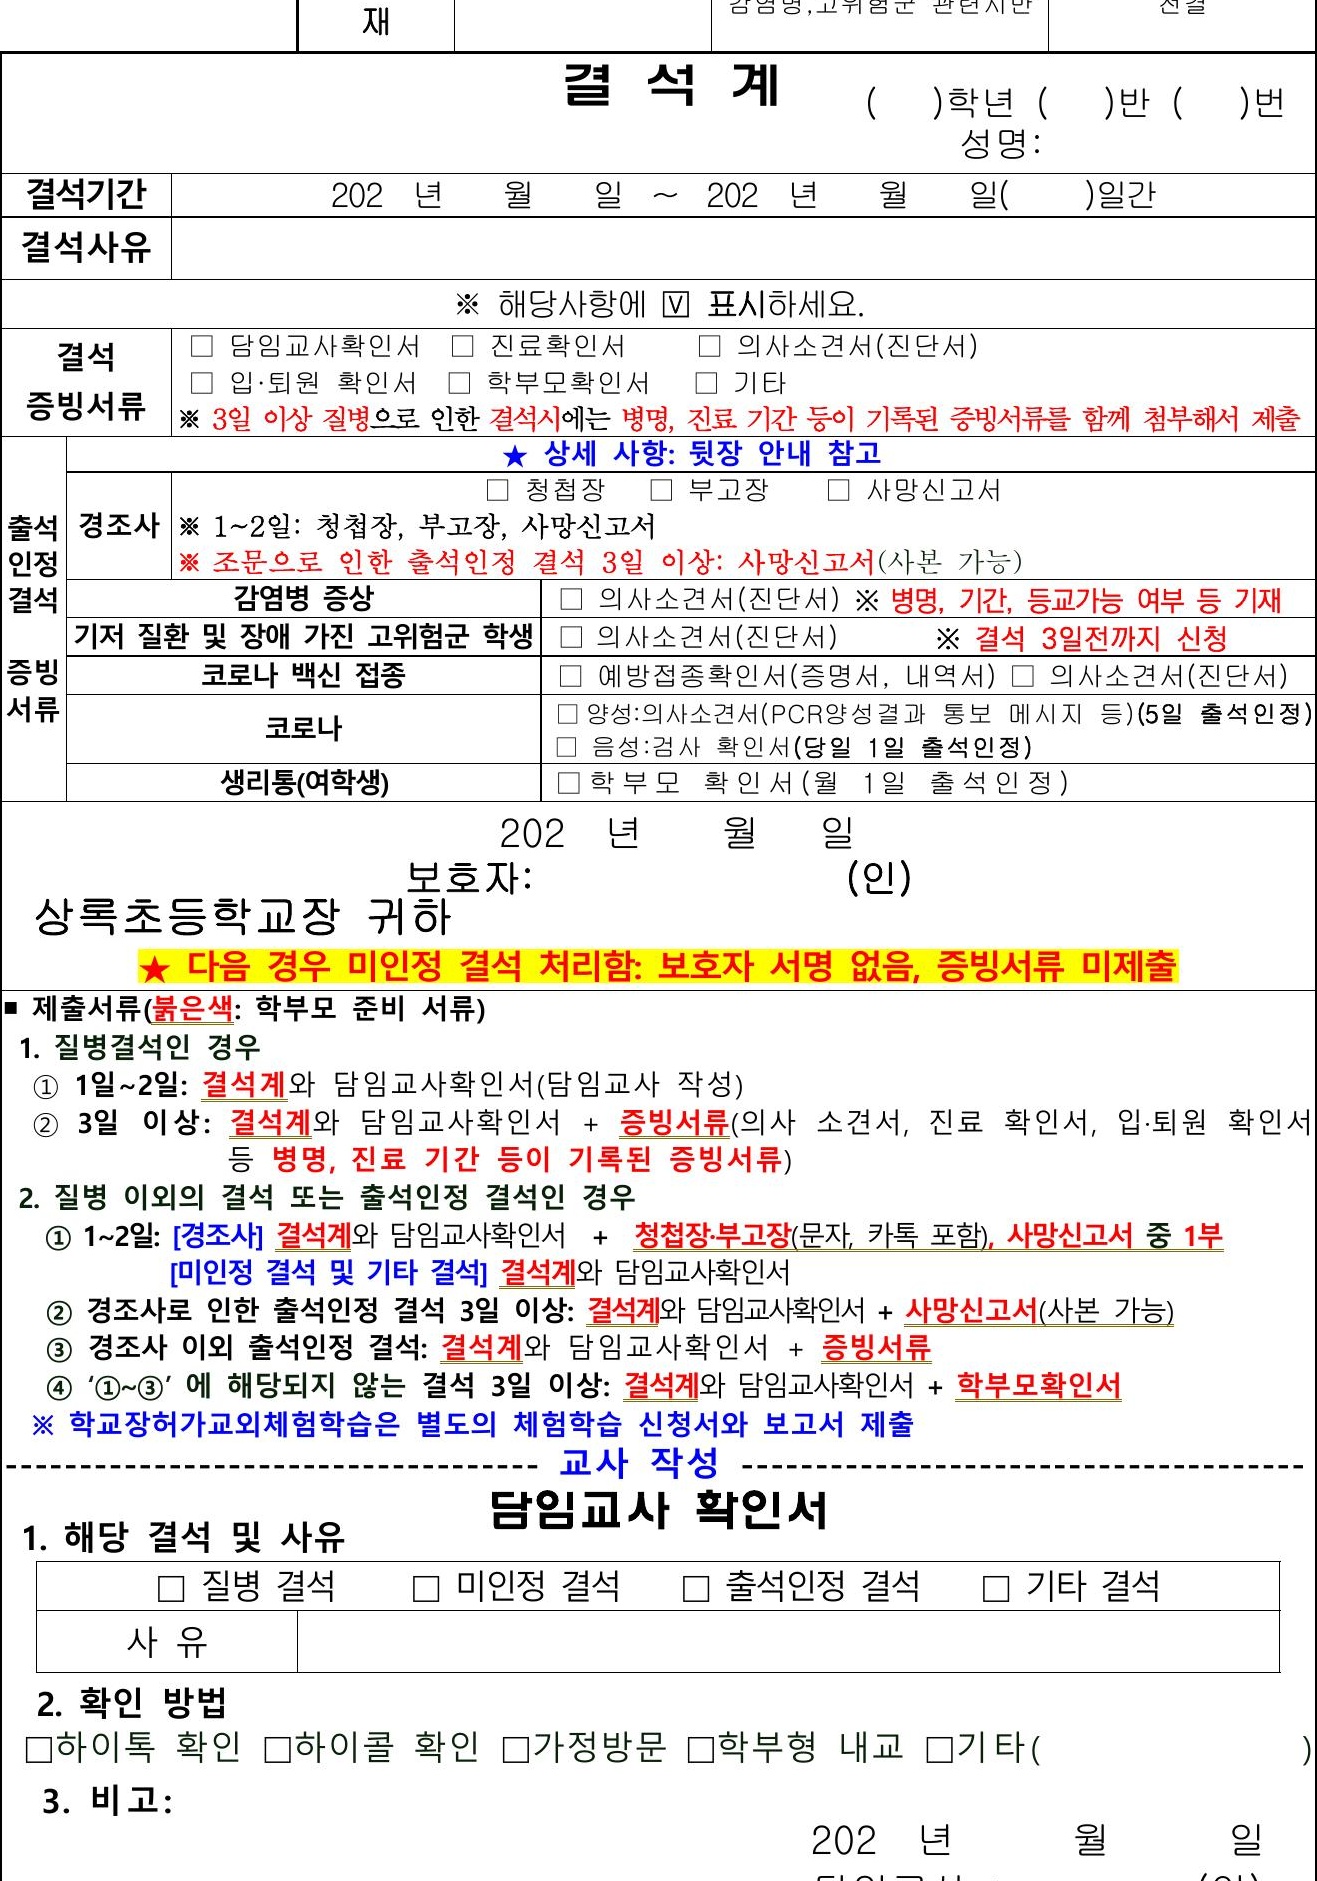 재
감염병,고위험군 관련시만
전결
결 석 계
( )학년 ( )반 ( )번
성명:
결석기간 202 년 월 일 ~ 202 년 월 일( )일간
결석사유
※ 해당사항에 ☑ 표시하세요.
결석
증빙서류
□ 담임교사확인서 □ 진료확인서 □ 의사소견서(진단서)
□ 입·퇴원 확인서 □ 학부모확인서 □ 기타
※ 3일 이상 질병으로 인한 결석시에는 병명, 진료 기간 등이 기록된 증빙서류를 함께 첨부해서 제출
출석
인정
결석
증빙
서류
★ 상세 사항: 뒷장 안내 참고
경조사
□ 청첩장 □ 부고장 □ 사망신고서
※ 1~2일: 청첩장, 부고장, 사망신고서
※ 조문으로 인한 출석인정 결석 3일 이상: 사망신고서(사본 가능)
감염병 증상 □ 의사소견서(진단서) ※ 병명, 기간, 등교가능 여부 등 기재
기저 질환 및 장애 가진 고위험군 학생 □ 의사소견서(진단서) ※ 결석 3일전까지 신청
코로나 백신 접종 □ 예방접종확인서(증명서, 내역서) □ 의사소견서(진단서)
코로나
□ 양성:의사소견서(PCR양성결과 통보 메시지 등)(5일 출석인정)
□ 음성:검사 확인서(당일 1일 출석인정)
생리통(여학생) □학부모 확인서(월 1일 출석인정)
202 년 월 일
보호자: (인)
상록초등학교장 귀하
★ 다음 경우 미인정 결석 처리함: 보호자 서명 없음, 증빙서류 미제출
■ 제출서류(붉은색: 학부모 준비 서류)
1. 질병결석인 경우
① 1일~2일: 결석계와 담임교사확인서(담임교사 작성)
② 3일 이상: 결석계와 담임교사확인서 + 증빙서류(의사 소견서, 진료 확인서, 입·퇴원 확인서
등 병명, 진료 기간 등이 기록된 증빙서류)
2. 질병 이외의 결석 또는 출석인정 결석인 경우
① 1~2일: [경조사] 결석계와 담임교사확인서 + 청첩장·부고장(문자, 카톡 포함), 사망신고서 중 1부
[미인정 결석 및 기타 결석] 결석계와 담임교사확인서
② 경조사로 인한 출석인정 결석 3일 이상: 결석계와 담임교사확인서 + 사망신고서(사본 가능)
③ 경조사 이외 출석인정 결석: 결석계와 담임교사확인서 + 증빙서류
④ ‘①~③’ 에 해당되지 않는 결석 3일 이상: 결석계와 담임교사확인서 + 학부모확인서
※ 학교장허가교외체험학습은 별도의 체험학습 신청서와 보고서 제출
------------------------------------ 교사 작성 --------------------------------------
담임교사 확인서
1. 해당 결석 및 사유
□ 질병 결석 □ 미인정 결석 □ 출석인정 결석 □ 기타 결석
사 유
2. 확인 방법
□하이톡 확인 □하이콜 확인 □가정방문 □학부형 내교 □기타( )
3. 비고:
202 년 월 일